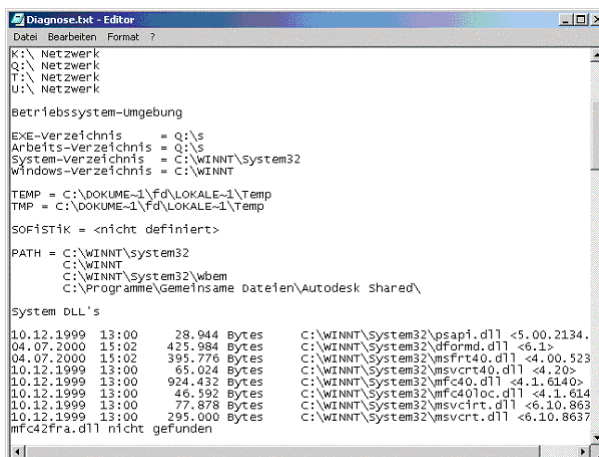 Diagnose.txt - Editor
Datei Bearbeiten Format ?
K:\ Netzwerk
Q:\ Netzwerk
T:\ Netzwerk
U:\ Netzwerk
Betriebssystem-Umgebung
EXE-Verzeichnis = Q:\s
Arbeits-Verzeichnis = Q:\s
System-Verzeichnis = C:\WINNT\System32
Windows-Verzeichnis = C:\WINNT
TEMP = C:\DOKUME~1\fd\LOKALE~1\Temp
TMP = C:\DOKUME~1\fd\LOKALE~1\Temp
SOFiSTiK = <nicht definiert>
PATH = C:\WINNT\system32
C:\WINNT
C:\WINNT\System32\wbem
C:\Programme\Gemeinsame Dateien\Autodesk Shared\
System DLL's
10.12.1999 13:00 28.944 Bytes C:\WINNT\System32\psapi.dll <5.00.2134.
04.07.2000 15:02 425.984 Bytes C:\WINNT\System32\dformd.dll <6.1>
04.07.2000 15:02 395.776 Bytes C:\WINNT\System32\msfrt40.dll <4.00.523
10.12.1999 13:00 65.024 Bytes C:\WINNT\System32\msvcrt40.dll <4.20>
10.12.1999 13:00 924.432 Bytes C:\WINNT\System32\mfc40.dll <4.1.6140>
10.12.1999 13:00 46.592 Bytes C:\WINNT\System32\mfc40loc.dll <4.1.614
10.12.1999 13:00 77.878 Bytes C:\WINNT\System32\msvcirt.dll <6.10.863
10.12.1999 13:00 295.000 Bytes C:\WINNT\System32\msvcrt.dll <6.10.8637
mfc42fra.dll nicht gefunden